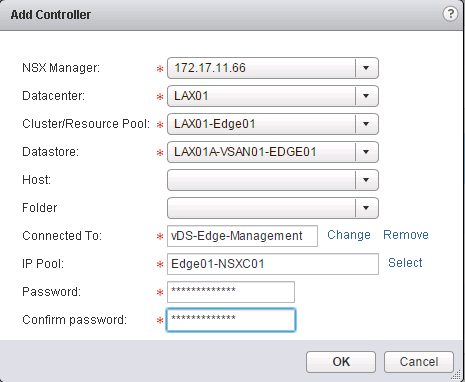 Add Controller ?
NSX Manager: * 172.17.11.66
Datacenter: * LAX01
Cluster/Resource Pool: * LAX01-Edge01
Datastore: * LAX01A-VSAN01-EDGE01
Host:
Folder
Connected To: * vDS-Edge-Management Change Remove
IP Pool: * Edge01-NSXC01 Select
Password: * *************
Confirm password: * *************
OK Cancel